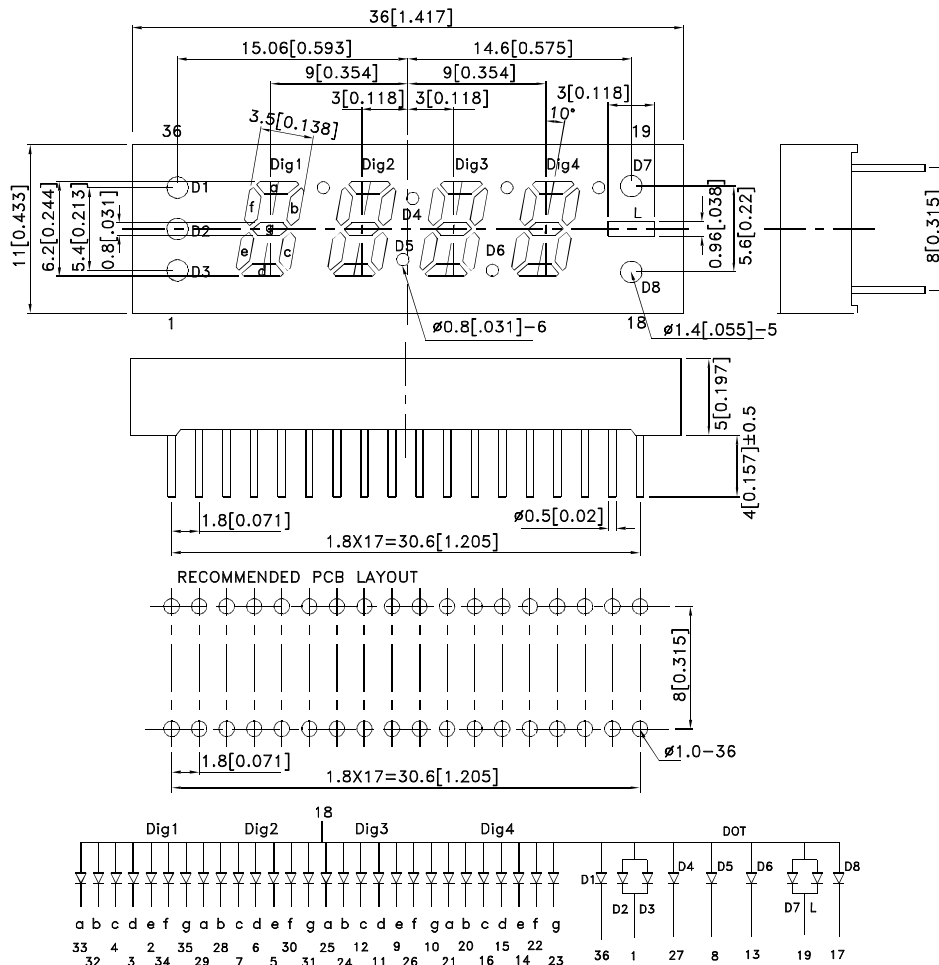 36[1.417]
15.06[0.593] 14.6[0.575]
9[0.354] 9[0.354]
3[0.118] 3[0.118] 3[0.118]
3.5[0.138] 10°
36 19
Dig1 Dig2 Dig3 Dig4 D7
D1 a
f b D4 L
D2 g
D5 D6
e c
D3 d D8
11[0.433]
6.2[0.244]
5.4[0.213]
0.8[.031]
0.96[.038]
5.6[0.22]
8[0.315]
1 18
ø0.8[.031]-6 ø1.4[.055]-5
5[0.197]
4[0.157]±0.5
1.8[0.071] ø0.5[0.02]
1.8X17=30.6[1.205]
RECOMMENDED PCB LAYOUT
8[0.315]
1.8[0.071] ø1.0-36
1.8X17=30.6[1.205]
18
Dig1 Dig2 Dig3 Dig4 DOT
D1 D4 D5 D6 D8
D2 D3 D7 L
a b c d e f g a b c d e f g a b c d e f g a b c d e f g
33 4 2 35 28 6 30 25 12 9 10 20 15 22 36 1 27 8 13 19 17
32 3 34 29 7 5 31 24 11 26 21 16 14 23